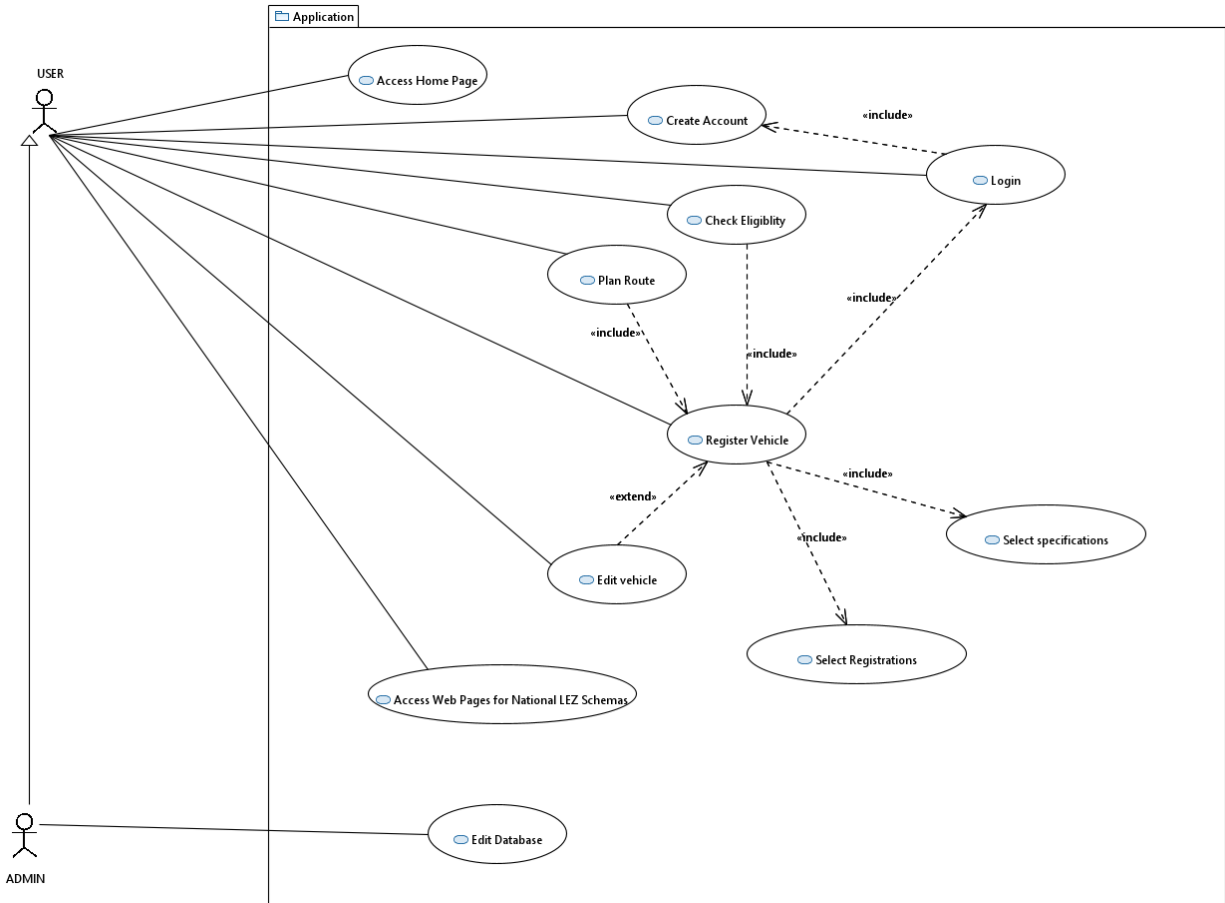 Application
USER
Access Home Page
Create Account
«include»
Login
Check Eligiblity
Plan Route
«include»
«include»
«include»
Register Vehicle
«include»
«extend»
«include»
Select specifications
Edit vehicle
Select Registrations
Access Web Pages for National LEZ Schemas
Edit Database
ADMIN